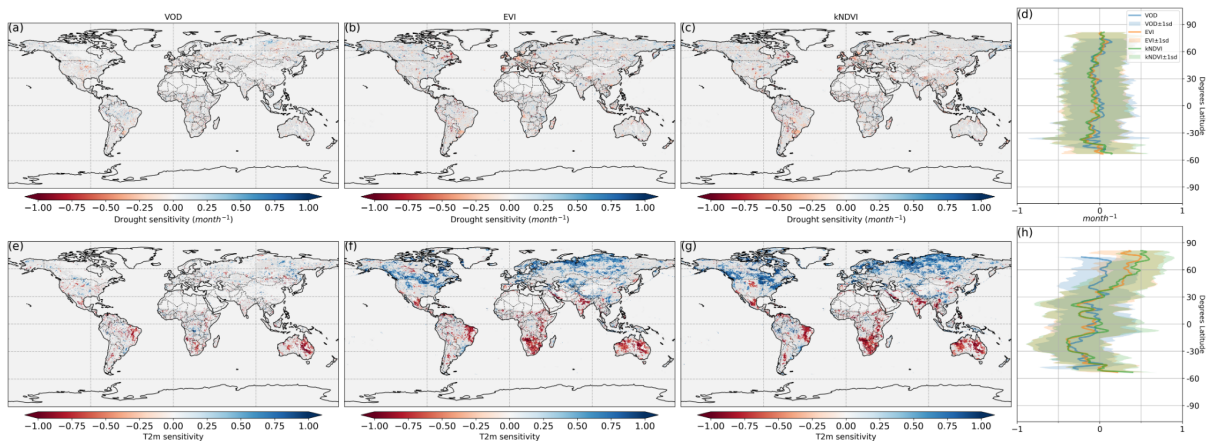 VOD
EVI
kNDVI
(a)
(b)
(c)
(d)
VOD
VOD±1sd
EVI
EVI±1sd
kNDVI
kNDVI±1sd
90
60
30
0
−30
−60
−90
Degrees Latitude
−1.00 −0.75 −0.50 −0.25 0.00 0.25 0.50 0.75 1.00
Drought sensitivity (month⁻¹)
−1.00 −0.75 −0.50 −0.25 0.00 0.25 0.50 0.75 1.00
Drought sensitivity (month⁻¹)
−1.00 −0.75 −0.50 −0.25 0.00 0.25 0.50 0.75 1.00
Drought sensitivity (month⁻¹)
−1 0 1
month⁻¹
(e)
(f)
(g)
(h)
90
60
30
0
−30
−60
−90
Degrees Latitude
−1.00 −0.75 −0.50 −0.25 0.00 0.25 0.50 0.75 1.00
T2m sensitivity
−1.00 −0.75 −0.50 −0.25 0.00 0.25 0.50 0.75 1.00
T2m sensitivity
−1.00 −0.75 −0.50 −0.25 0.00 0.25 0.50 0.75 1.00
T2m sensitivity
−1 0 1